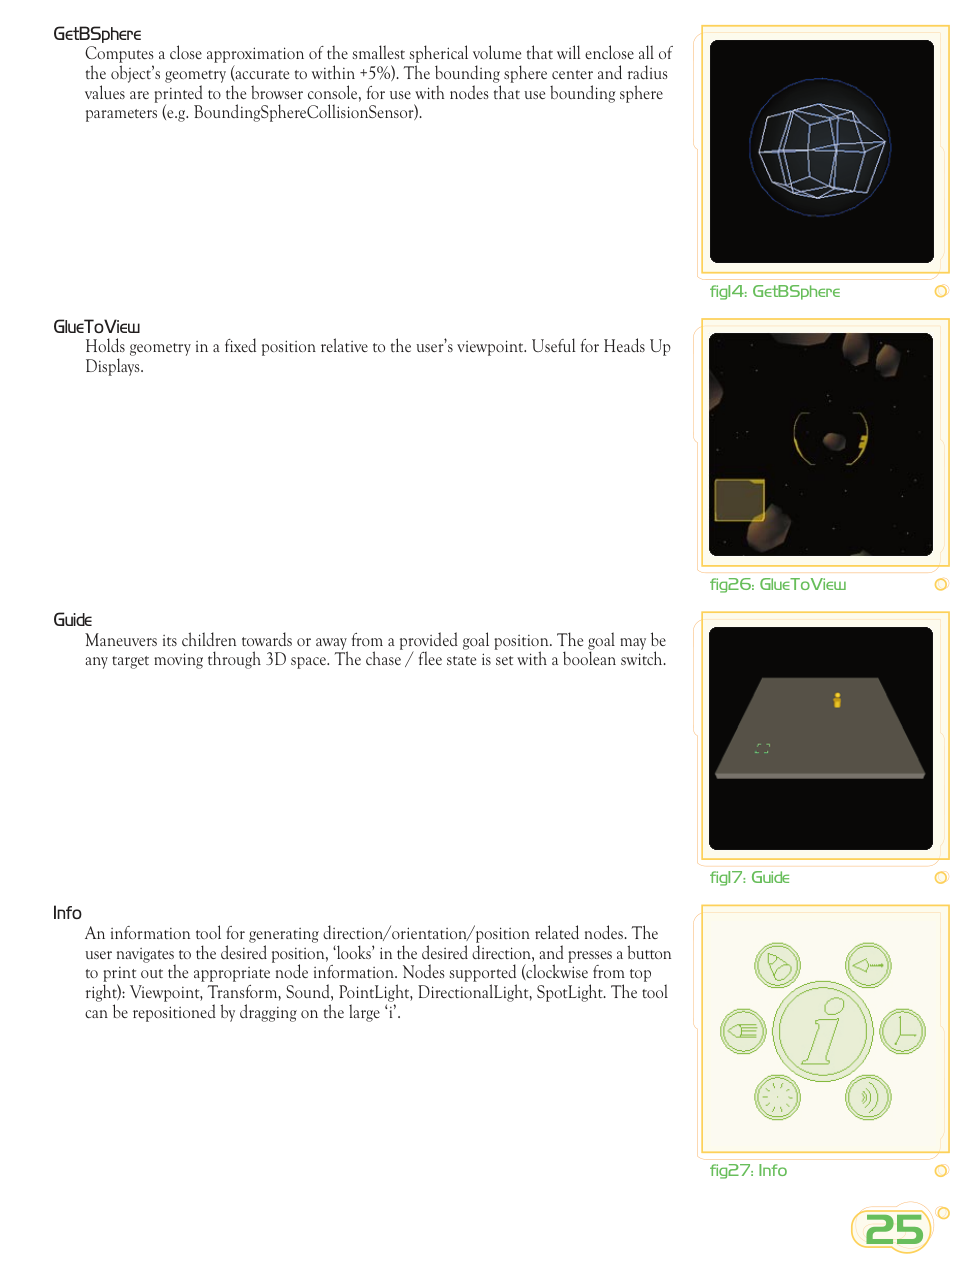 GetBSphere
Computes a close approximation of the smallest spherical volume that will enclose all of
the object's geometry (accurate to within +5%). The bounding sphere center and radius
values are printed to the browser console, for use with nodes that use bounding sphere
parameters (e.g. BoundingSphereCollisionSensor).
fig14: GetBSphere
GlueToView
Holds geometry in a fixed position relative to the user's viewpoint. Useful for Heads Up
Displays.
fig26: GlueToView
Guide
Maneuvers its children towards or away from a provided goal position. The goal may be
any target moving through 3D space. The chase / flee state is set with a boolean switch.
fig17: Guide
Info
An information tool for generating direction/orientation/position related nodes. The
user navigates to the desired position, ‘looks’ in the desired direction, and presses a button
to print out the appropriate node information. Nodes supported (clockwise from top
right): Viewpoint, Transform, Sound, PointLight, DirectionalLight, SpotLight. The tool
can be repositioned by dragging on the large ‘i’.
i
fig27: Info
25